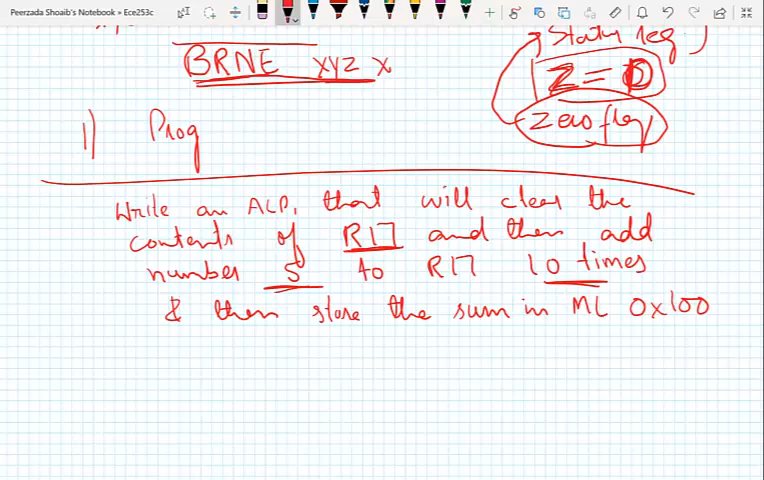 Peerzada Shoaib's Notebook » Ece253c
Status reg
BRNE XYZ X
Z = 0
Zero flag
1) Prog
Write an ALP, that will clear the
contents of R17 and then add
number 5 to R17 10 times
& then store the sum in ML 0x100